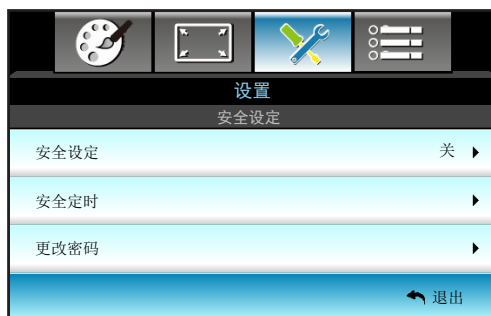 设置
安全设定
安全设定 关
安全定时
更改密码
退出